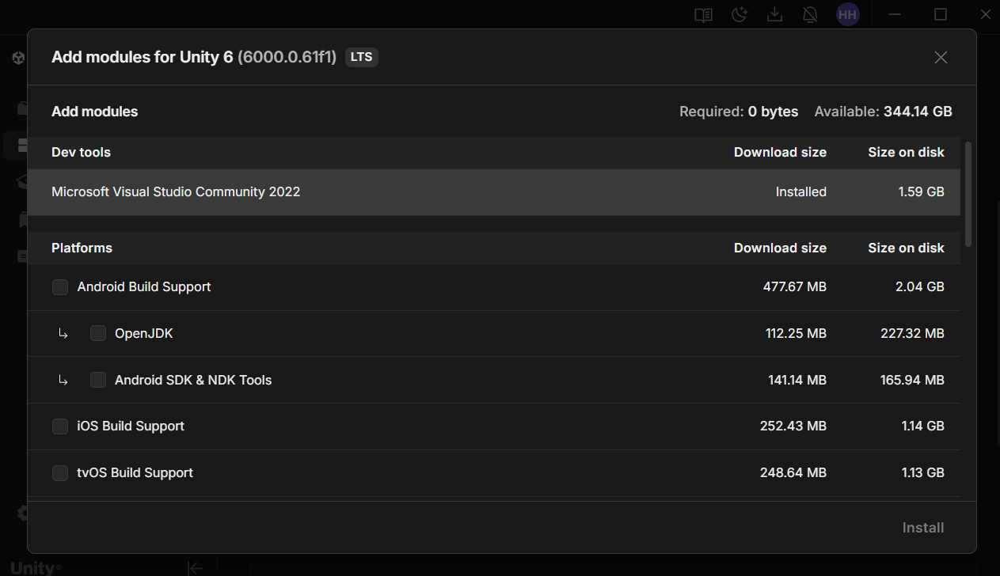 HH
Add modules for Unity 6 (6000.0.61f1) LTS
Add modules Required: 0 bytes Available: 344.14 GB
Dev tools Download size Size on disk
Microsoft Visual Studio Community 2022 Installed 1.59 GB
Platforms Download size Size on disk
Android Build Support 477.67 MB 2.04 GB
OpenJDK 112.25 MB 227.32 MB
Android SDK & NDK Tools 141.14 MB 165.94 MB
iOS Build Support 252.43 MB 1.14 GB
tvOS Build Support 248.64 MB 1.13 GB
Install
Unity®